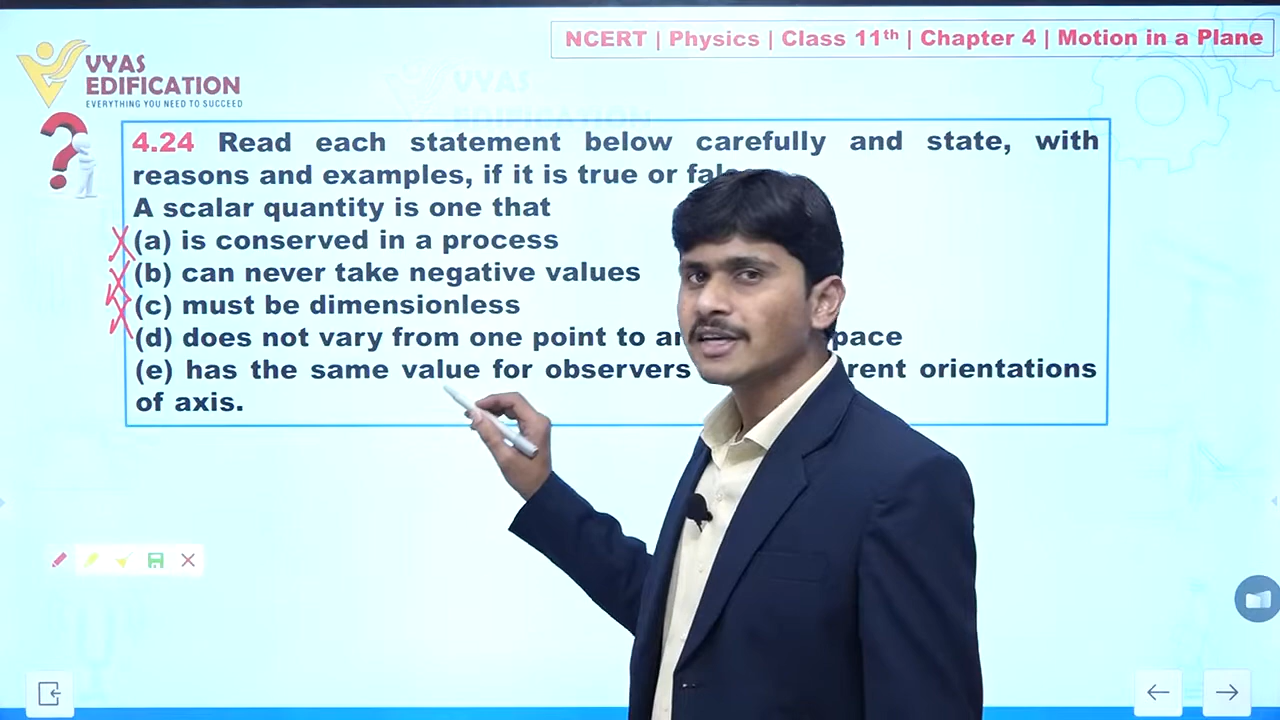 NCERT | Physics | Class 11th | Chapter 4 | Motion in a Plane
VYAS
EDIFICATION
EVERYTHING YOU NEED TO SUCCEED
4.24 Read each statement below carefully and state, with
reasons and examples, if it is true or
A scalar quantity is one that
(a) is conserved in a process
(b) can never take negative values
(c) must be dimensionless
(d) does not vary from one point to
(e) has the same value for observers orientations
of axis.